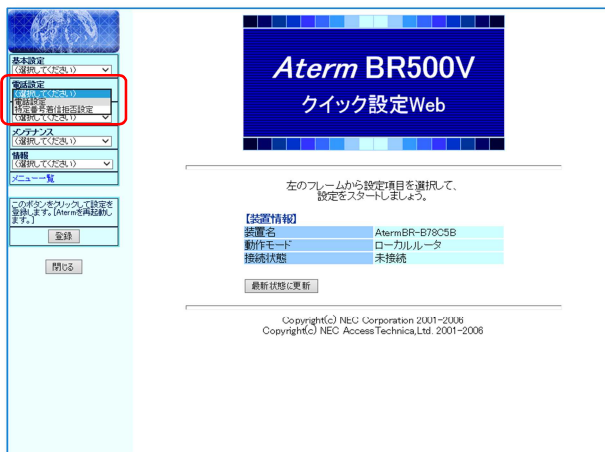 基本設定
(選択してください)
電話設定
(選択してください)
電話設定
特定番号着信拒否設定
(選択してください)
メンテナンス
(選択してください)
情報
(選択してください)
メニュー一覧
このボタンをクリックして設定を
登録します。[Atermを再起動し
ます。]
登録
閉じる
Aterm BR500V
クイック設定Web
左のフレームから設定項目を選択して、
設定をスタートしましょう。
【装置情報】
装置名 AtermBR-B78C5B
動作モード ローカルルータ
接続状態 未接続
最新状態に更新
Copyright(c) NEC Corporation 2001-2006
Copyright(c) NEC AccessTechnica,Ltd. 2001-2006